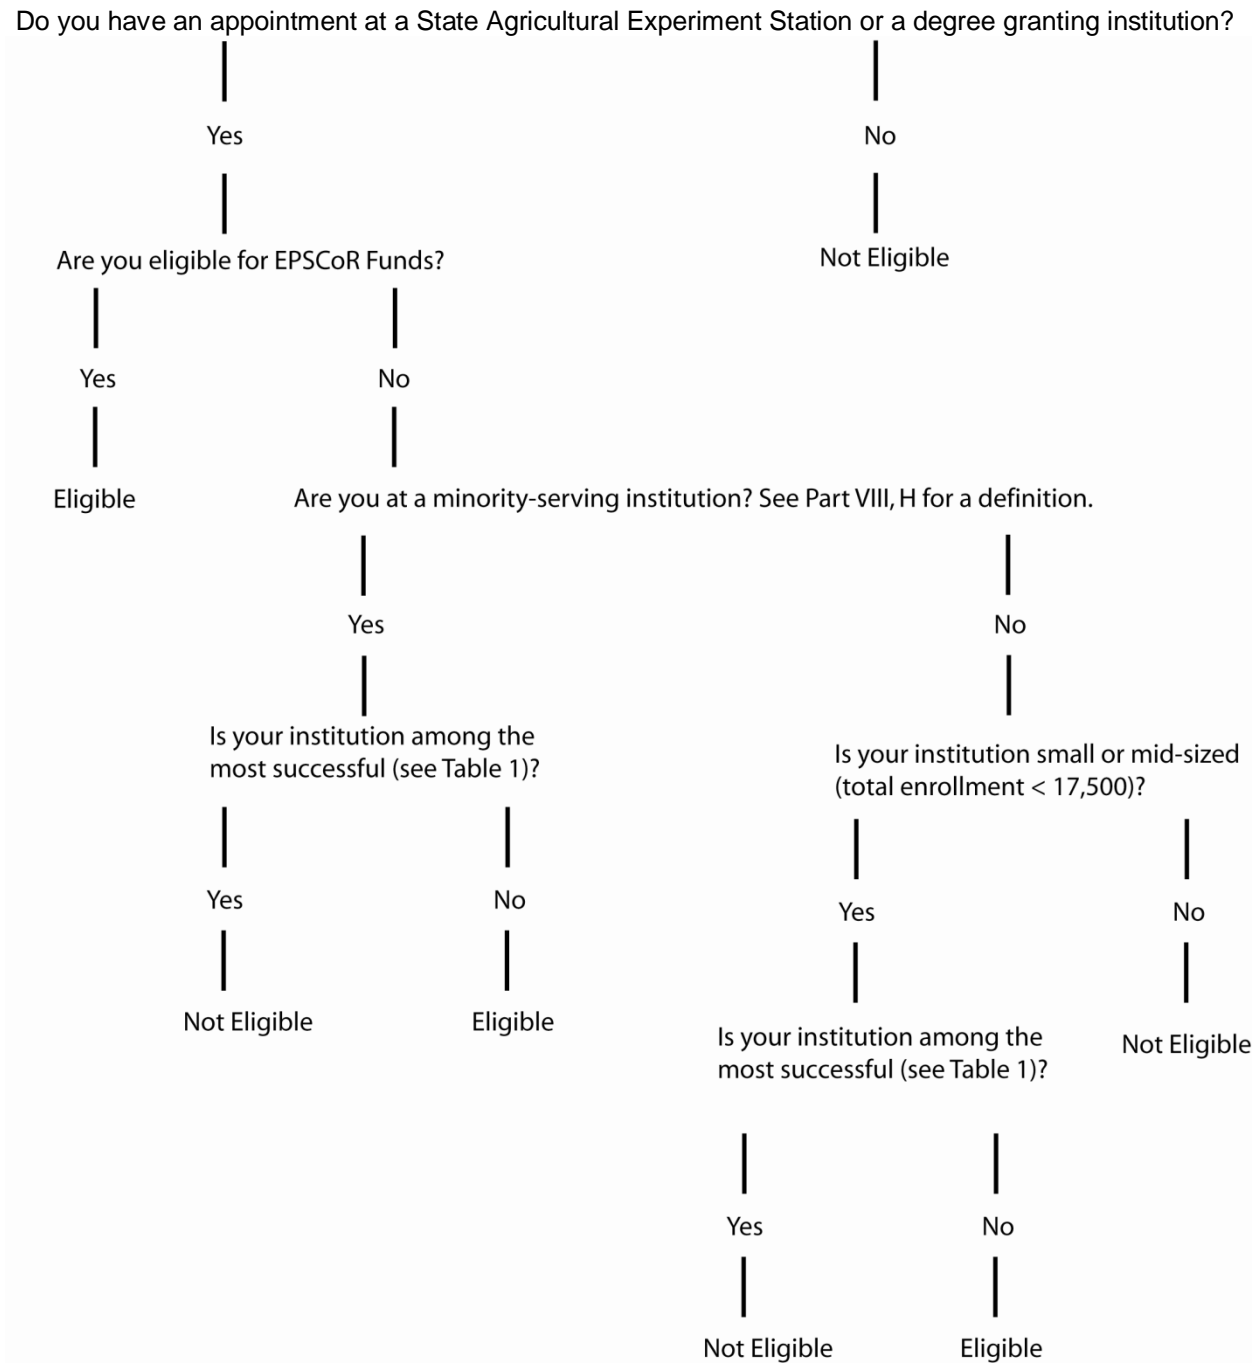 Do you have an appointment at a State Agricultural Experiment Station or a degree granting institution?
Yes
No
Not Eligible
Are you eligible for EPSCoR Funds?
Yes
No
Eligible
Are you at a minority-serving institution? See Part VIII, H for a definition.
Yes
No
Is your institution among the
most successful (see Table 1)?
Is your institution small or mid-sized
(total enrollment < 17,500)?
Yes
No
Yes
No
Not Eligible
Eligible
Is your institution among the
most successful (see Table 1)?
Not Eligible
Yes
No
Not Eligible
Eligible